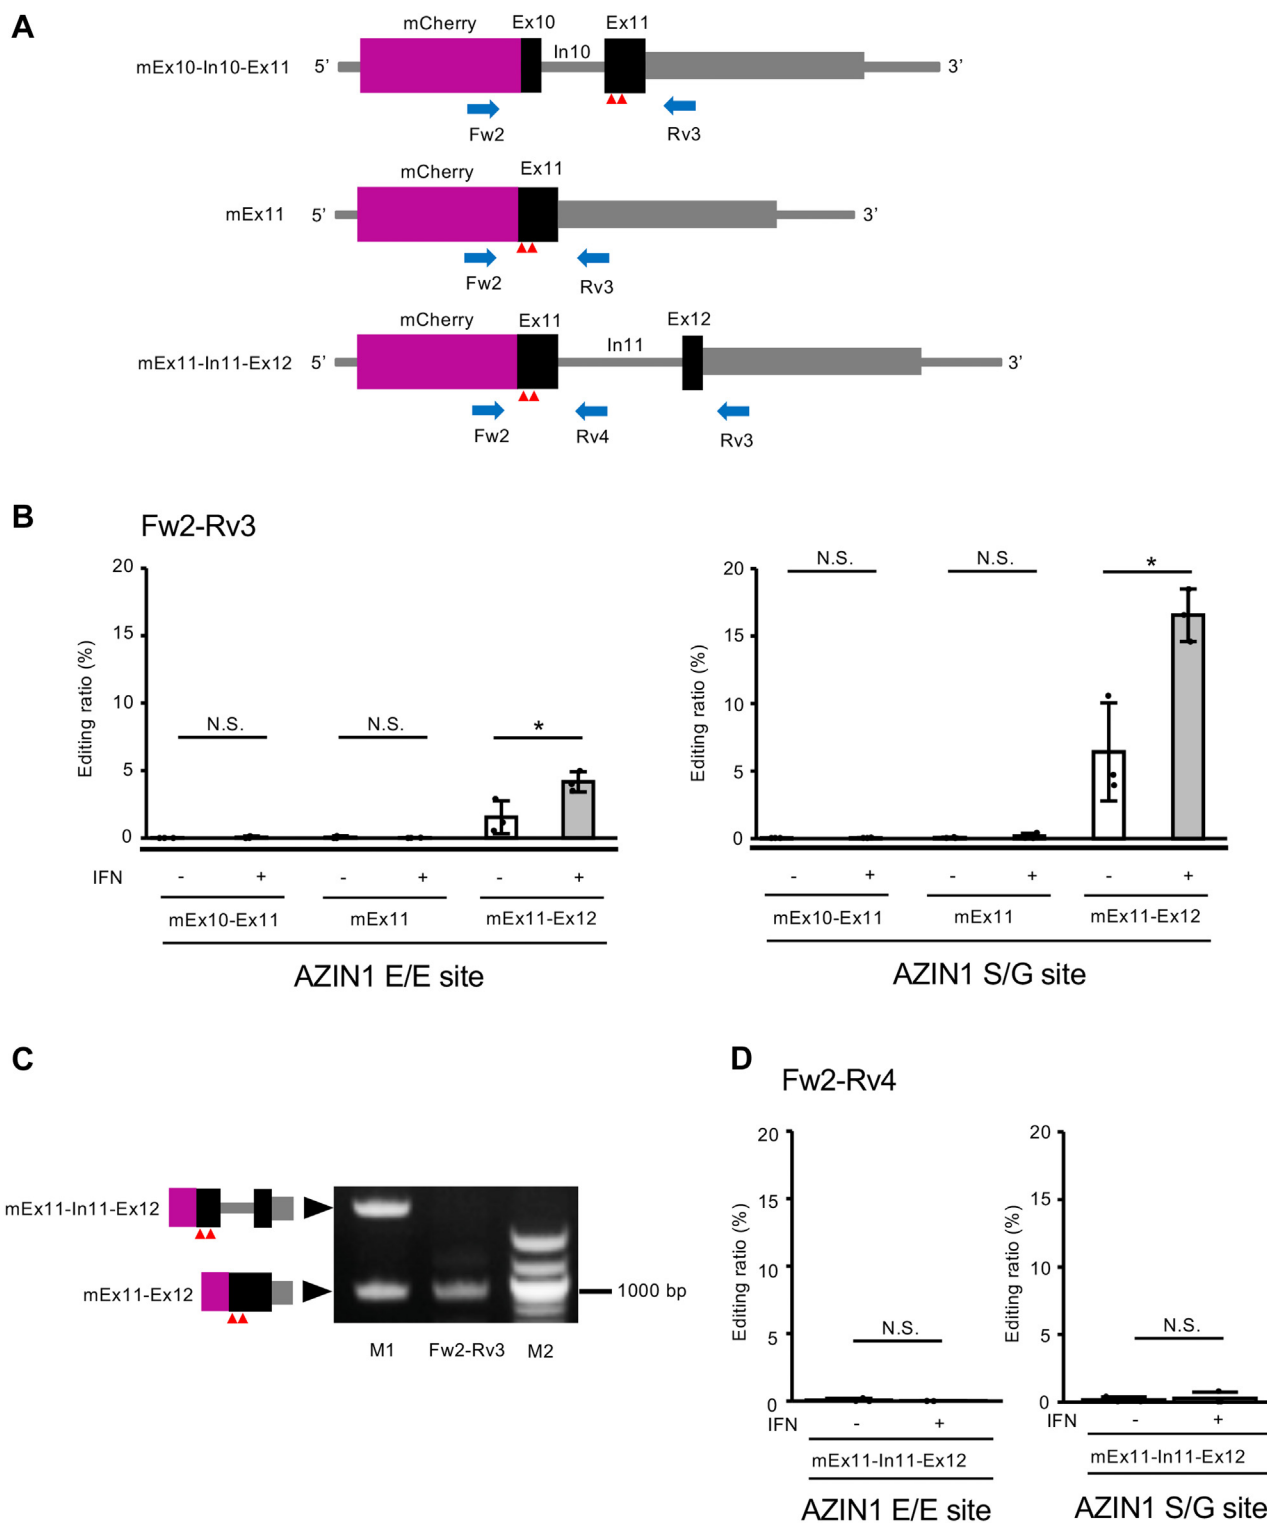 A
mCherry Ex10 Ex11
In10
mEx10-In10-Ex11 5’ 3’
Fw2 Rv3
mCherry Ex11
mEx11 5’ 3’
Fw2 Rv3
mCherry Ex11 Ex12
In11
mEx11-In11-Ex12 5’ 3’
Fw2 Rv4 Rv3
B
Fw2-Rv3
Editing ratio (%)
20
15
10
5
0
N.S. N.S. *
IFN - + - + - +
mEx10-Ex11 mEx11 mEx11-Ex12
AZIN1 E/E site
Editing ratio (%)
20
15
10
5
0
N.S. N.S. *
- + - + - +
mEx10-Ex11 mEx11 mEx11-Ex12
AZIN1 S/G site
C
mEx11-In11-Ex12
mEx11-Ex12
1000 bp
M1 Fw2-Rv3 M2
D
Fw2-Rv4
Editing ratio (%)
20
15
10
5
0
N.S.
IFN - +
mEx11-In11-Ex12
AZIN1 E/E site
Editing ratio (%)
20
15
10
5
0
N.S.
IFN - +
mEx11-In11-Ex12
AZIN1 S/G site